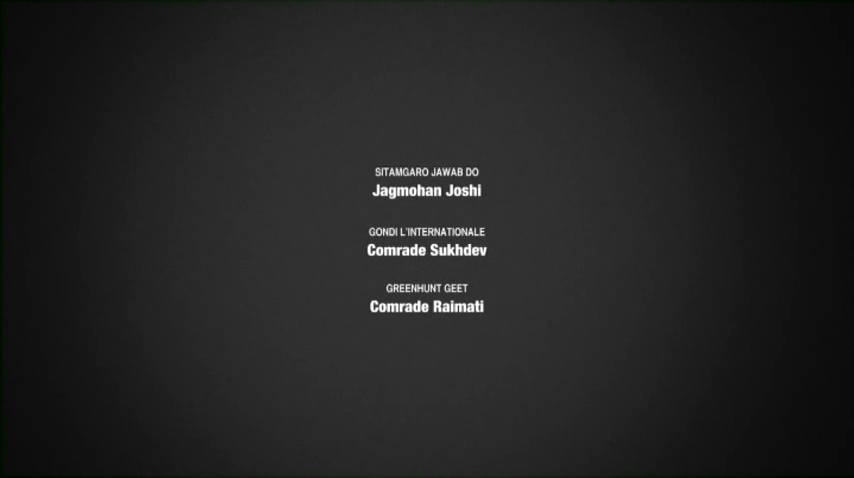 SITAMGARO JAWAB DO
Jagmohan Joshi
GONDI L'INTERNATIONALE
Comrade Sukhdev
GREENHUNT GEET
Comrade Raimati